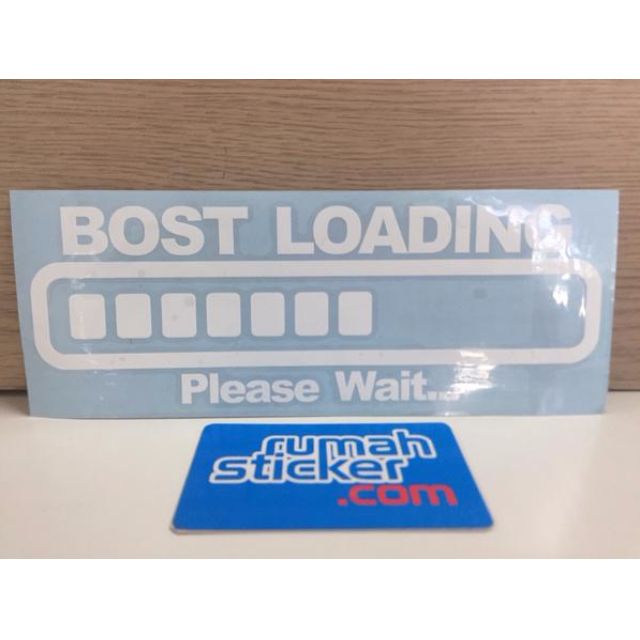 BOST LOADING
Please Wait...
rumah
sticker
.com